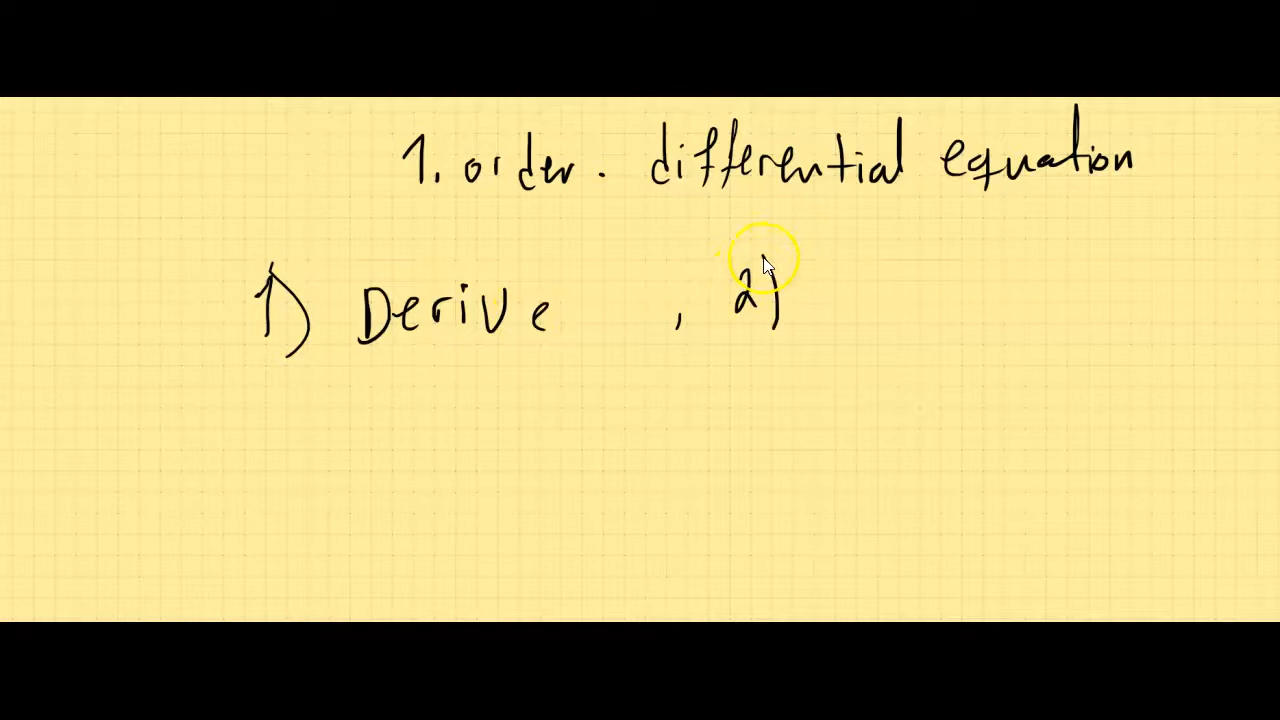 1. order. differential equation
1) Derive , 2)